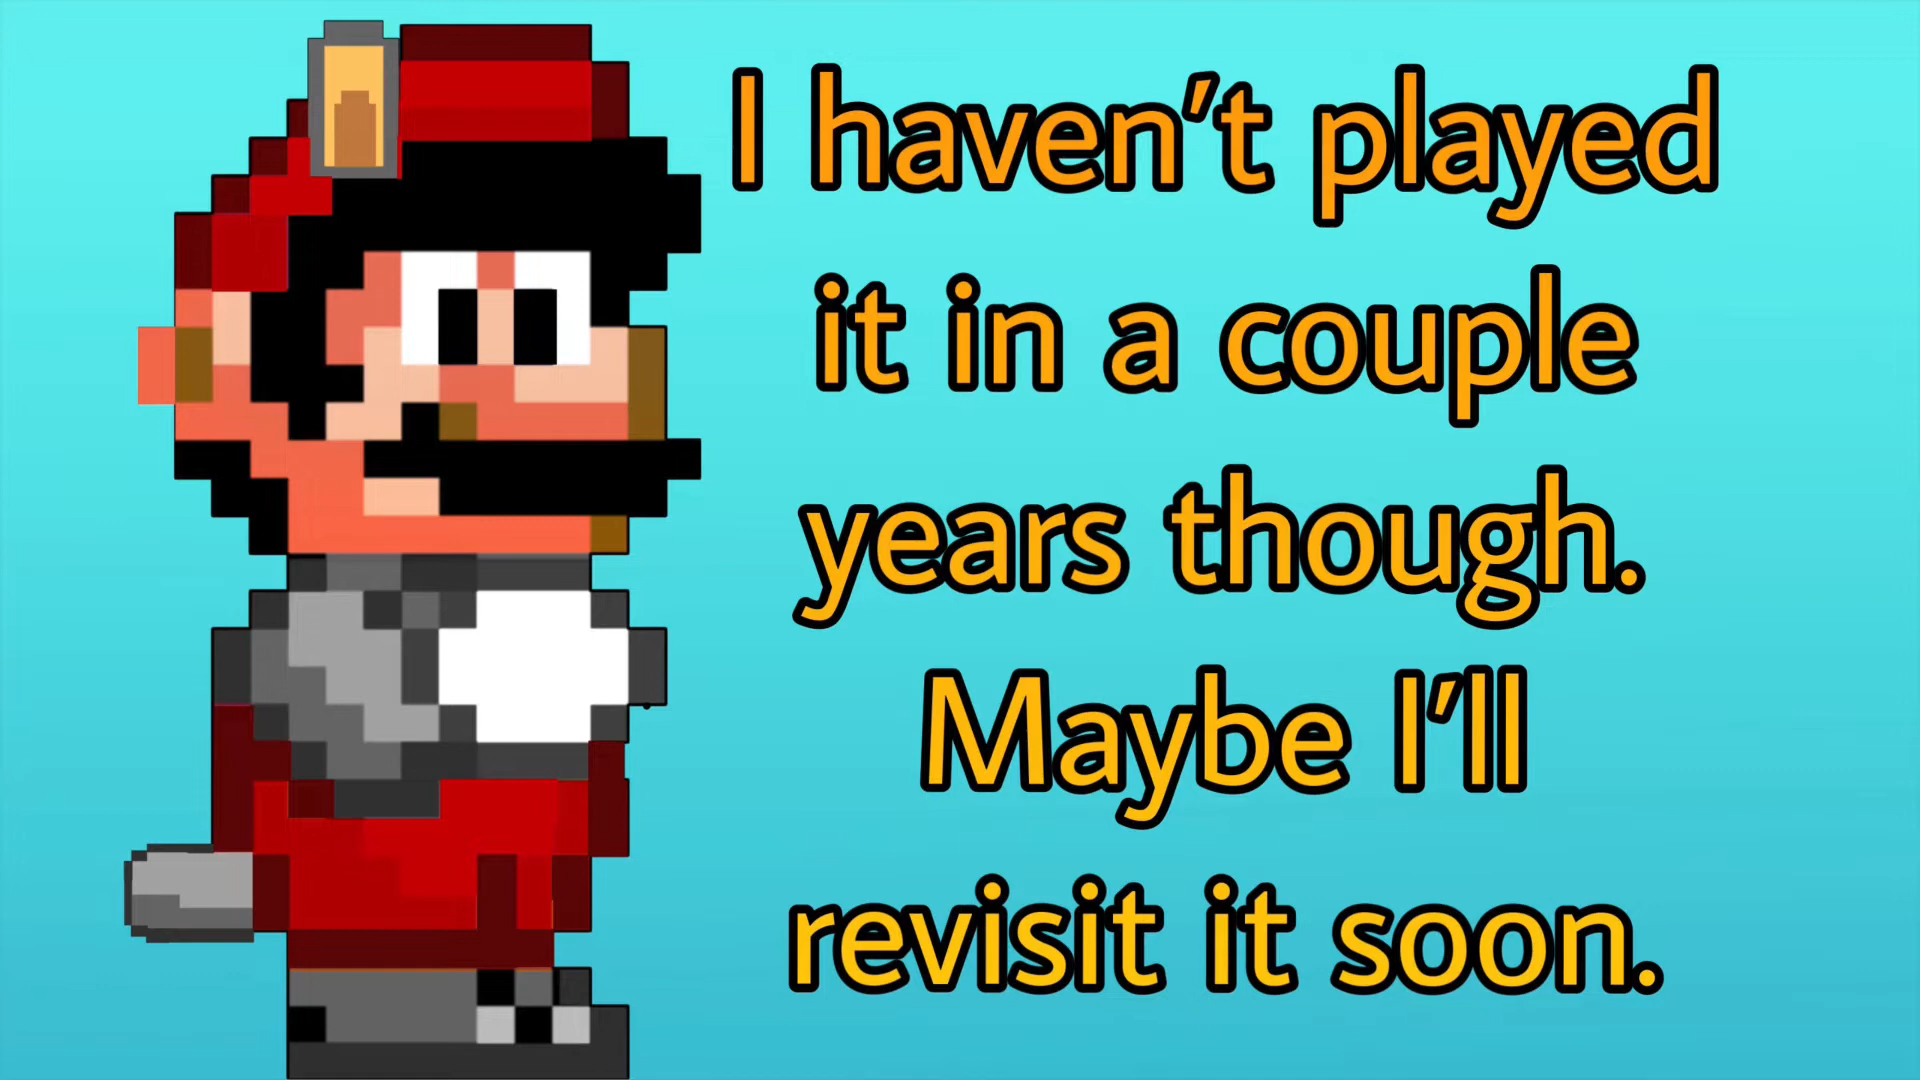 I haven't played
it in a couple
years though.
Maybe I'll
revisit it soon.